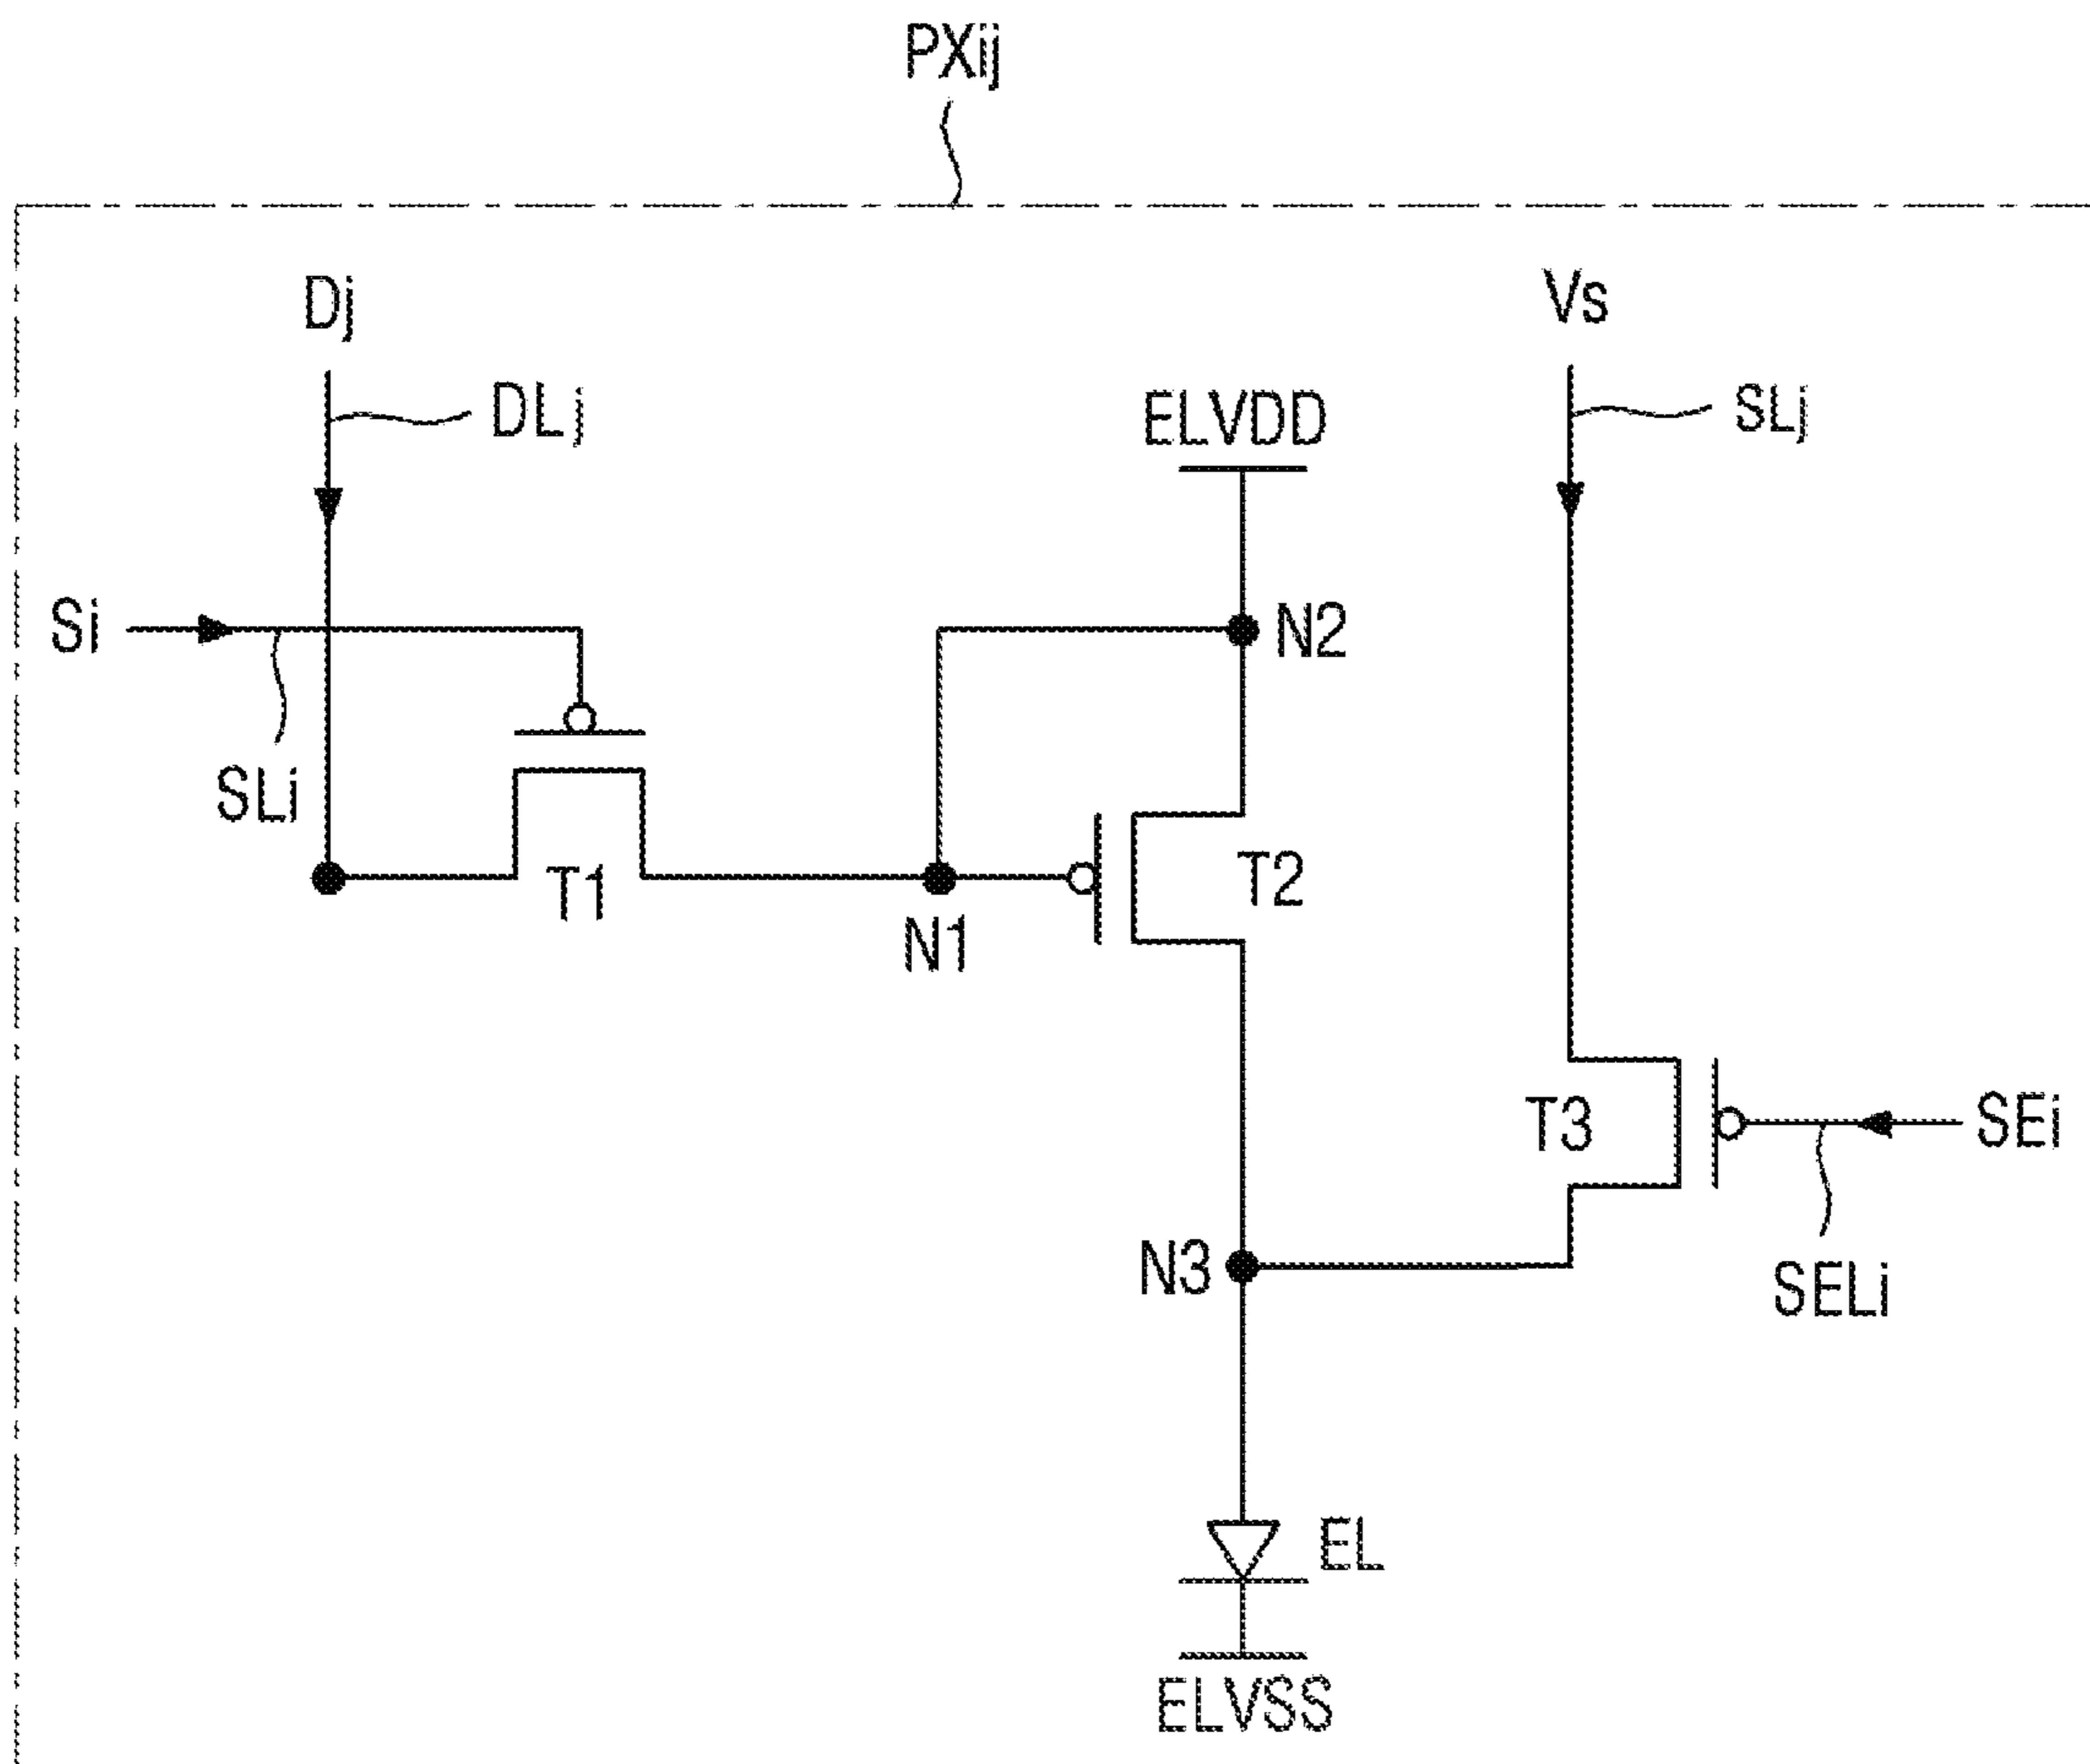 PXij
Dj
Vs
DLj
ELVDD
SLj
Si
N2
SLi
T1
T2
N1
T3
SEi
N3
SELi
EL
ELVSS